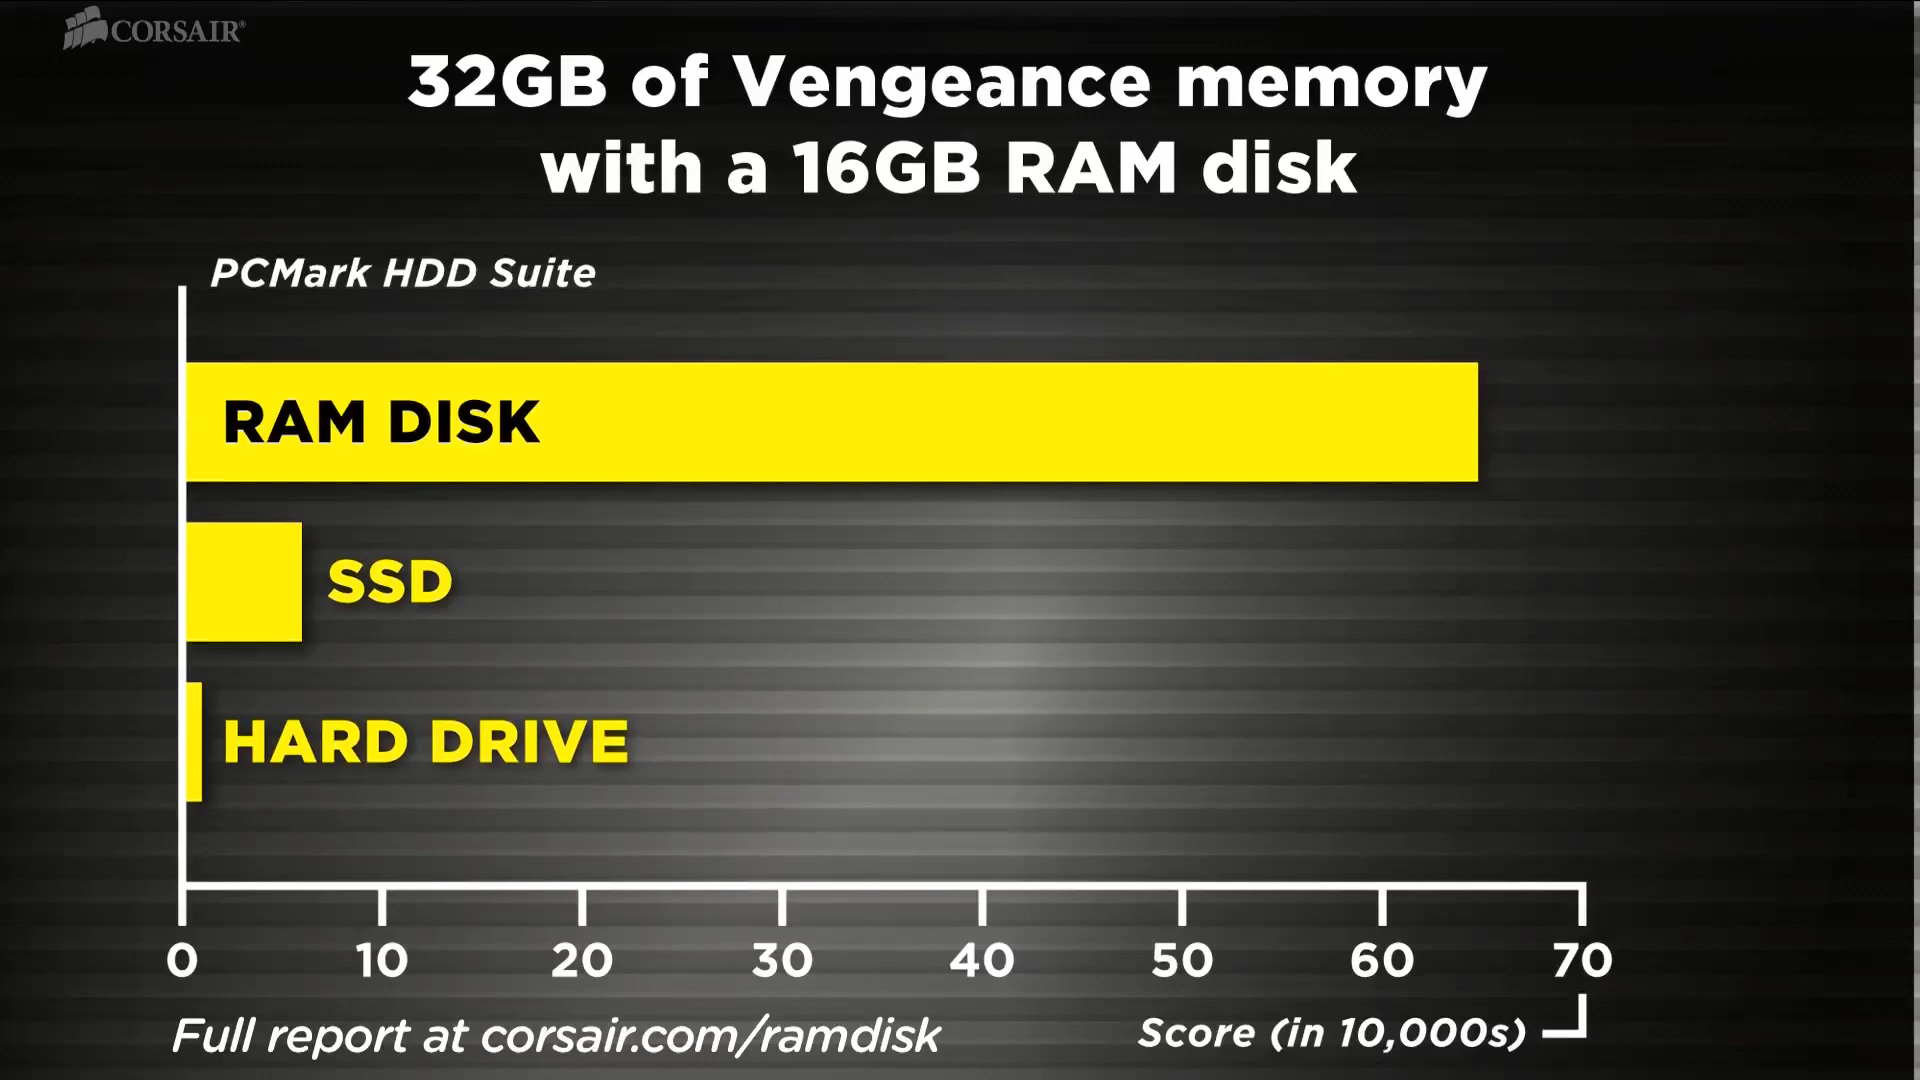 CORSAIR®
32GB of Vengeance memory
with a 16GB RAM disk
PCMark HDD Suite
RAM DISK
SSD
HARD DRIVE
0 10 20 30 40 50 60 70
Full report at corsair.com/ramdisk
Score (in 10,000s)